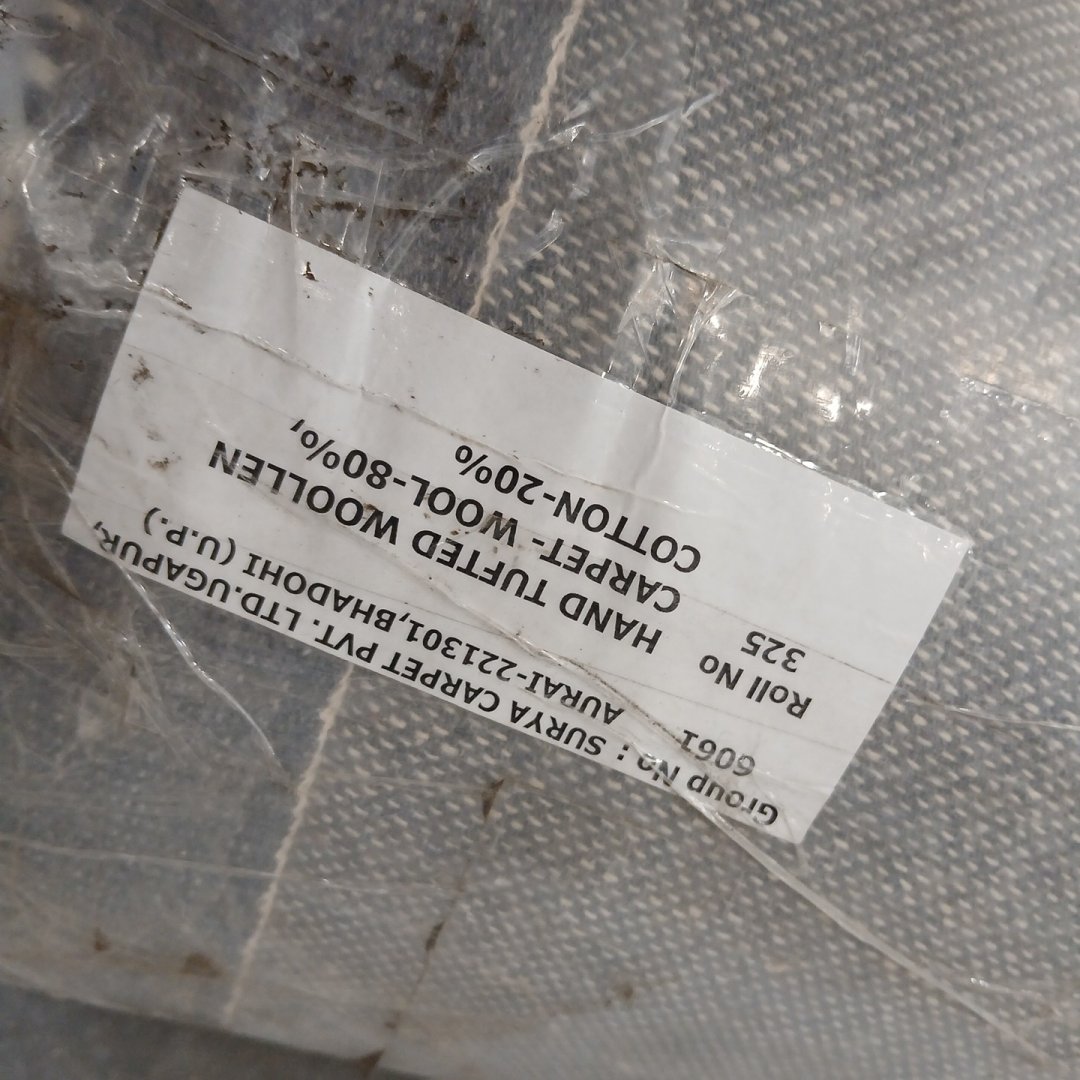 Group No : SURYA CARPET PVT. LTD.UGAPUR,
6061 AURAI-221301,BHADOHI (U.P.)
Roll No HAND TUFTED WOOLLEN
325 CARPET- WOOL-80%,
COTTON-20%